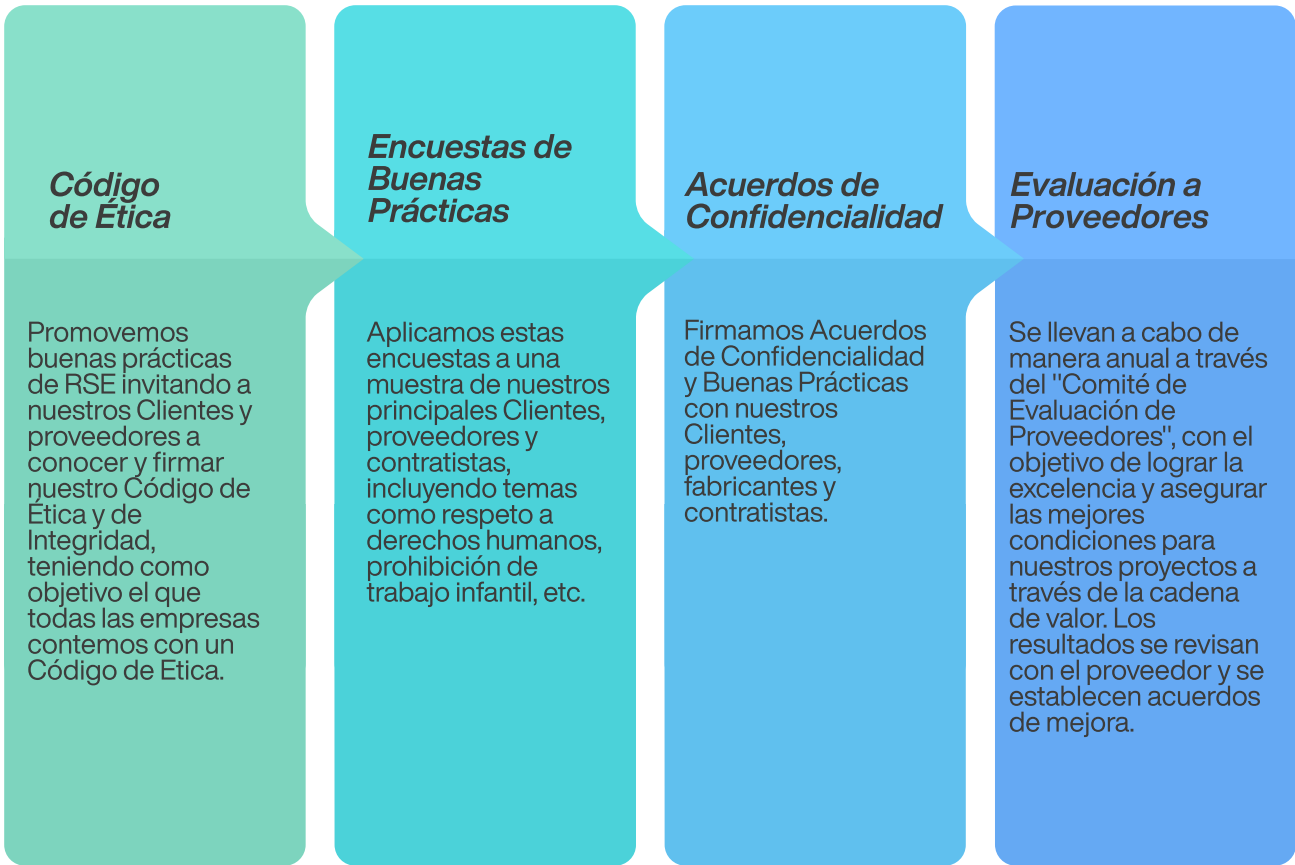 Código
de Ética
Promovemos
buenas prácticas
de RSE invitando a
nuestros Clientes y
proveedores a
conocer y firmar
nuestro Código de
Ética y de
Integridad,
teniendo como
objetivo el que
todas las empresas
contemos con un
Código de Etica.
Encuestas de
Buenas
Prácticas
Aplicamos estas
encuestas a una
muestra de nuestros
principales Clientes,
proveedores y
contratistas,
incluyendo temas
como respeto a
derechos humanos,
prohibición de
trabajo infantil, etc.
Acuerdos de
Confidencialidad
Firmamos Acuerdos
de Confidencialidad
y Buenas Prácticas
con nuestros
Clientes,
proveedores,
fabricantes y
contratistas.
Evaluación a
Proveedores
Se llevan a cabo de
manera anual a través
del "Comité de
Evaluación de
Proveedores", con el
objetivo de lograr la
excelencia y asegurar
las mejores
condiciones para
nuestros proyectos a
través de la cadena
de valor. Los
resultados se revisan
con el proveedor y se
establecen acuerdos
de mejora.